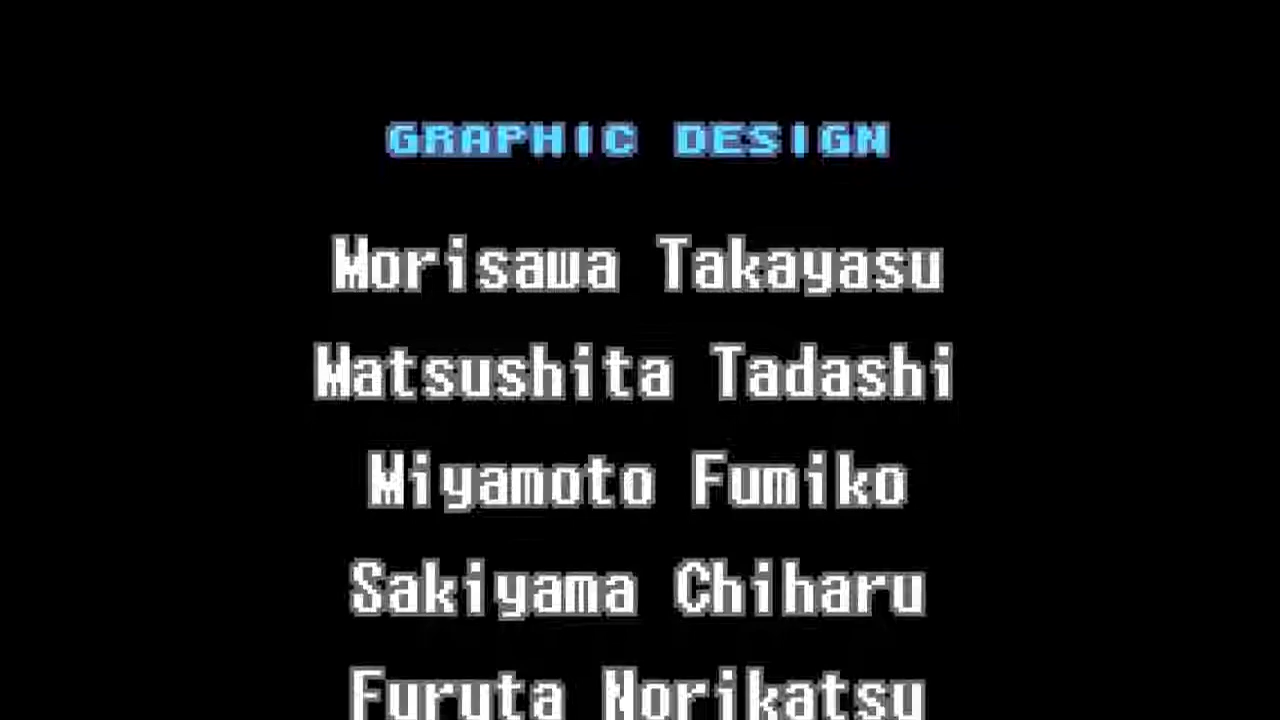 GRAPHIC DESIGN
Morisawa Takayasu
Matsushita Tadashi
Miyamoto Fumiko
Sakiyama Chiharu
Furuta Norikatsu